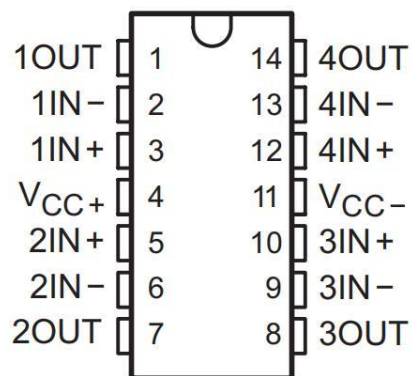 1OUT 1 14 4OUT
1IN− 2 13 4IN−
1IN+ 3 12 4IN+
VCC+ 4 11 VCC−
2IN+ 5 10 3IN+
2IN− 6 9 3IN−
2OUT 7 8 3OUT